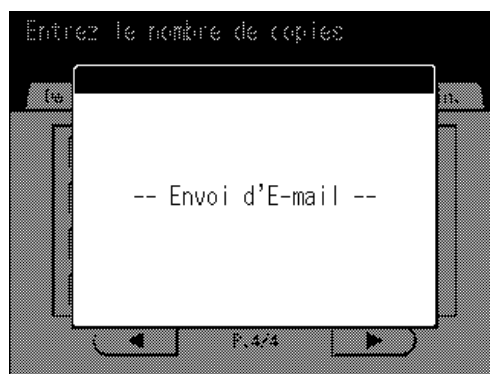 Entrez le nombre de copies
-- Envoi d'E-mail --
P.4/4